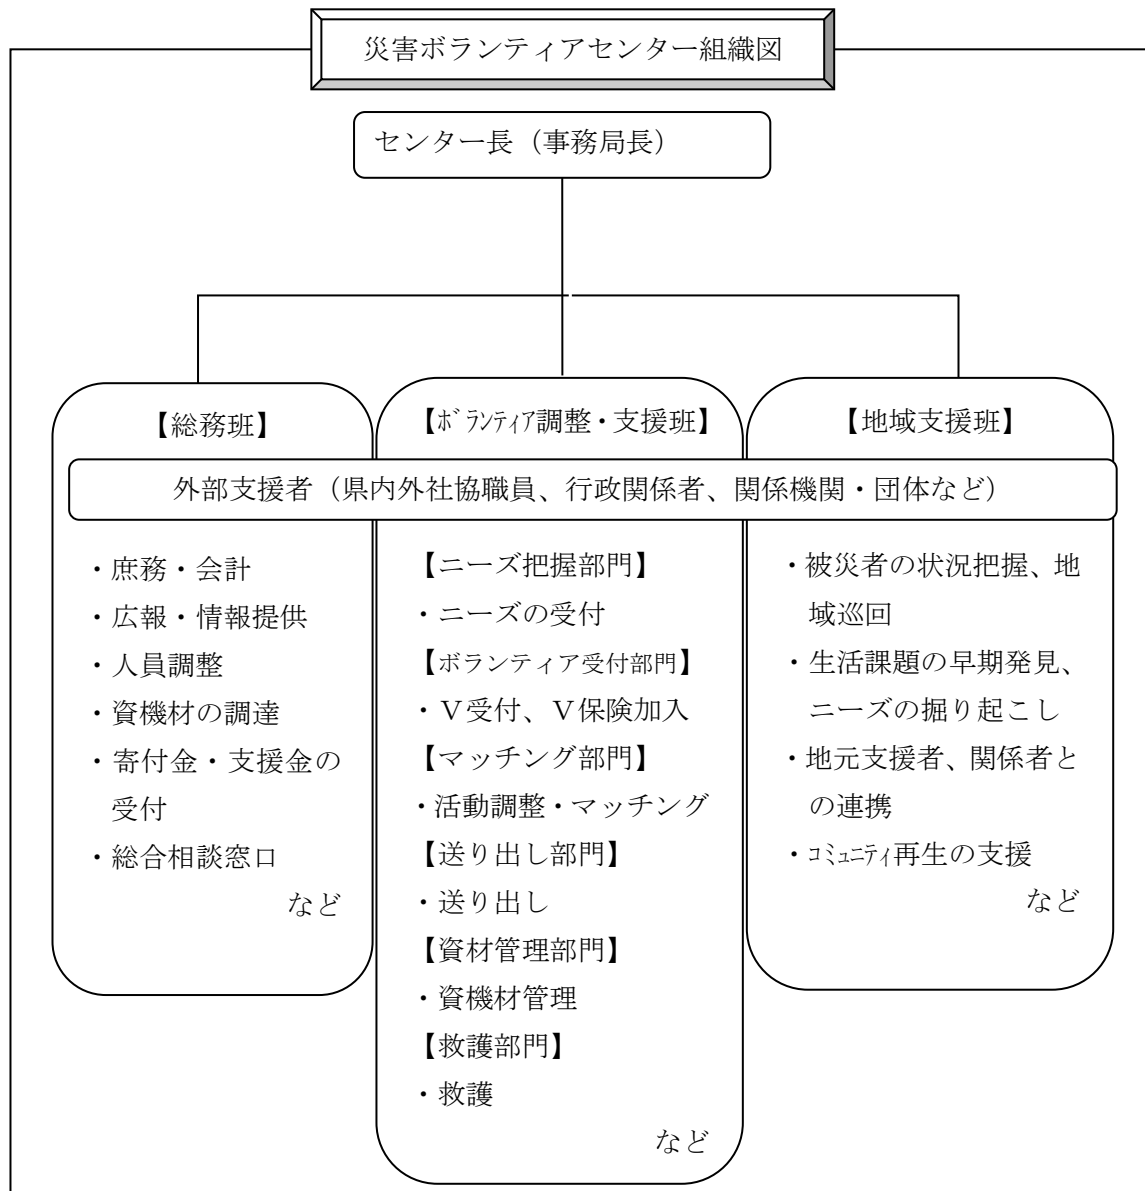 災害ボランティアセンター組織図
センター長（事務局長）
【総務班】
【ﾎﾞﾗﾝﾃｨｱ調整・支援班】
【地域支援班】
外部支援者（県内外社協職員、行政関係者、関係機関・団体など）
・庶務・会計
・広報・情報提供
・人員調整
・資機材の調達
・寄付金・支援金の
受付
・総合相談窓口
など
【ニーズ把握部門】
・ニーズの受付
【ボランティア受付部門】
・Ｖ受付、Ｖ保険加入
【マッチング部門】
・活動調整・マッチング
【送り出し部門】
・送り出し
【資材管理部門】
・資機材管理
【救護部門】
・救護
など
・被災者の状況把握、地
域巡回
・生活課題の早期発見、
ニーズの掘り起こし
・地元支援者、関係者と
の連携
・ｺﾐｭﾆﾃｨ再生の支援
など